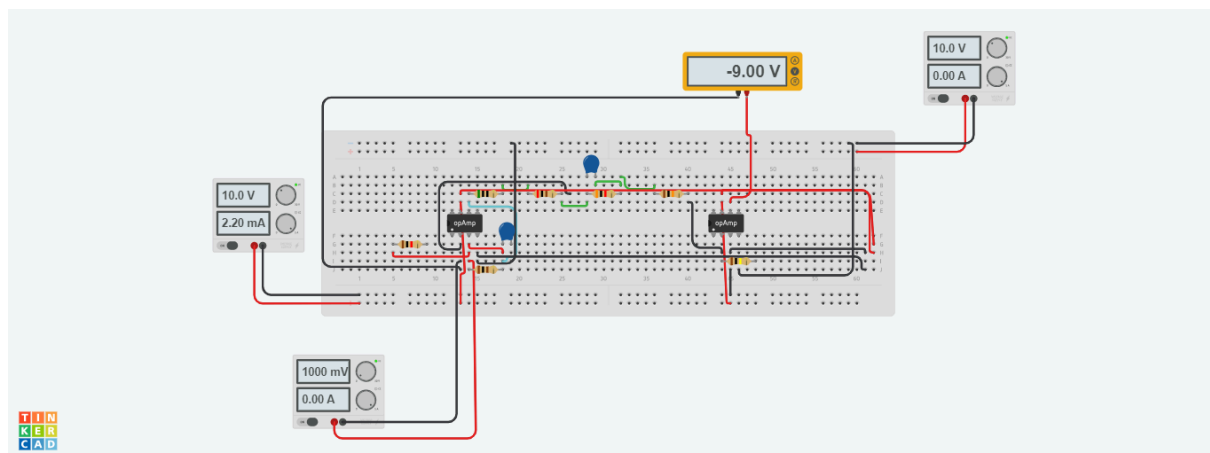 -9.00 V
10.0 V
0.00 A
10.0 V
2.20 mA
opAmp
opAmp
1000 mV
0.00 A
TIN
KER
CAD